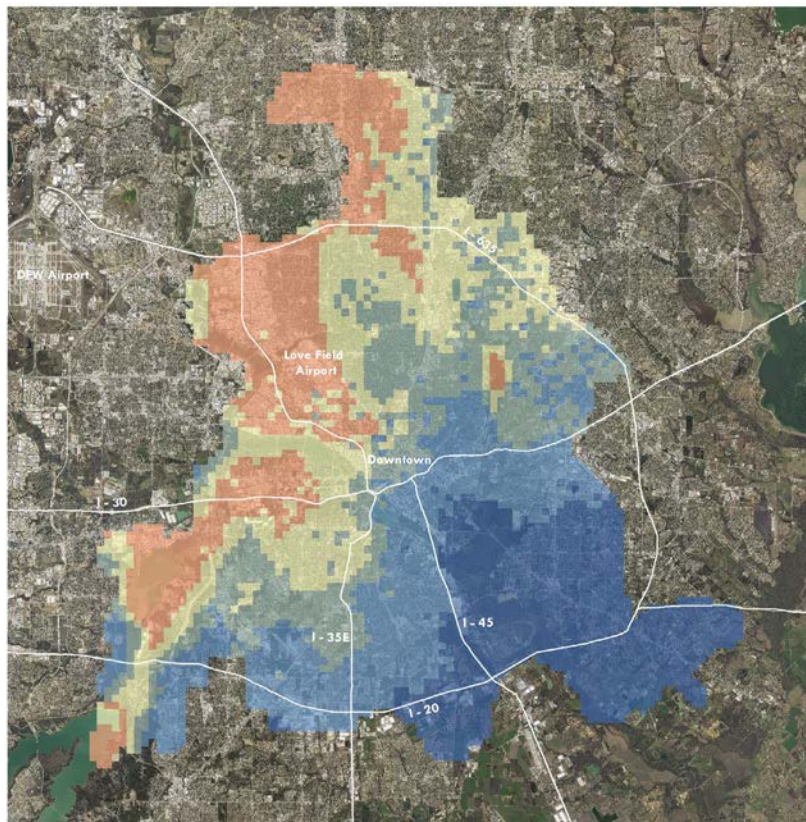 I - 635
DFW Airport
Love Field
Airport
Downtown
I - 30
I - 35E
I - 45
I - 20